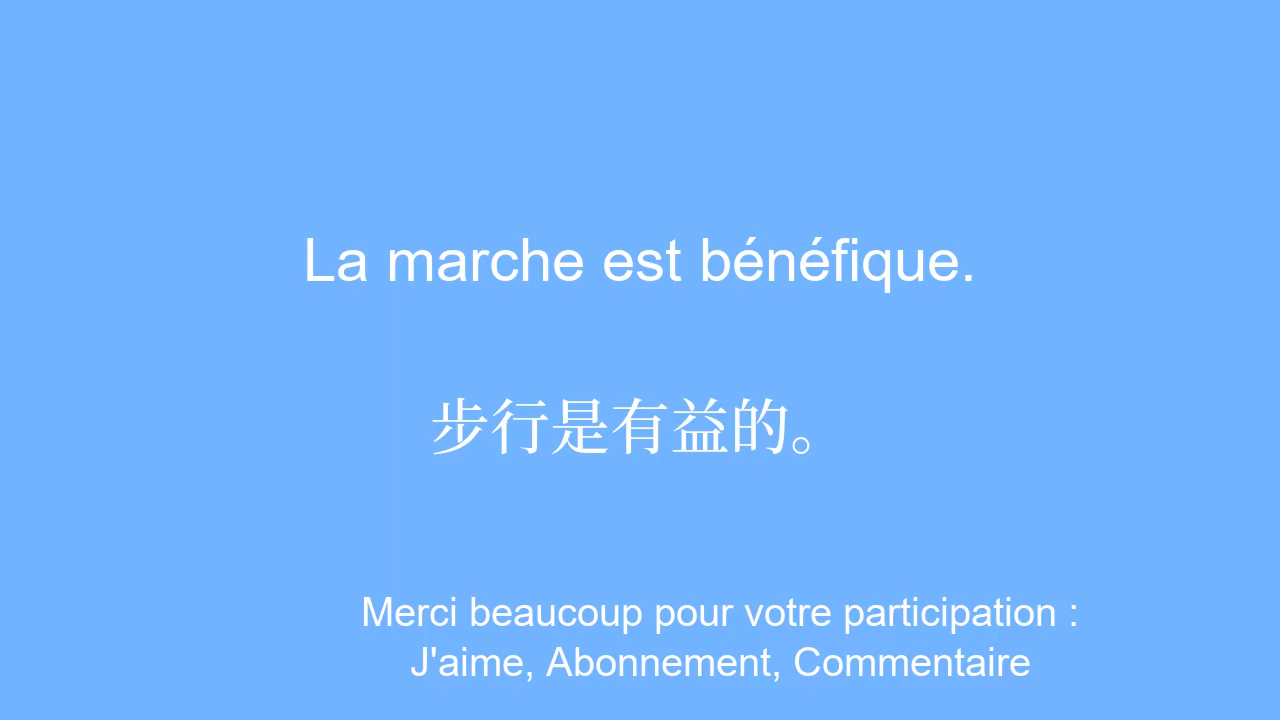 La marche est bénéfique.
步行是有益的。
Merci beaucoup pour votre participation :
J'aime, Abonnement, Commentaire